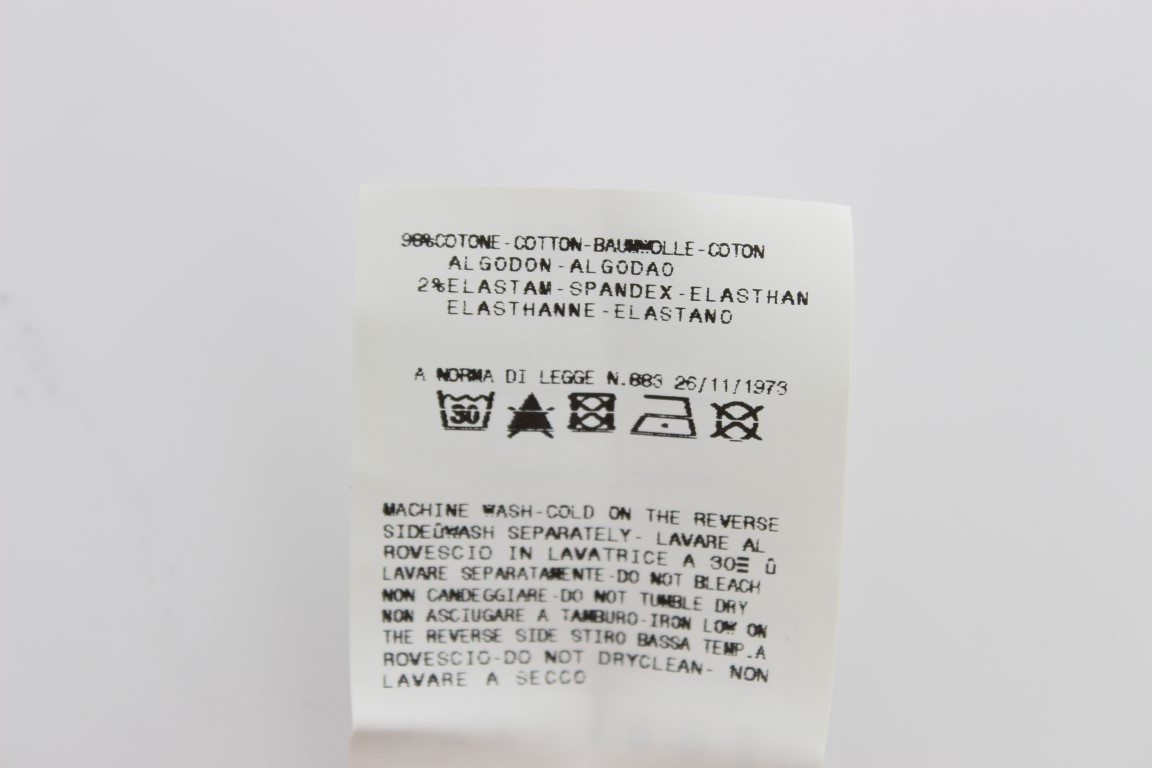 98%COTONE-COTTON-BAUMWOLLE-COTON
ALGODON-ALGODAO
2%ELASTAM-SPANDEX-ELASTHAN
ELASTHANNE-ELASTANO
A NORMA DI LEGGE N.883 26/11/1973
30
MACHINE WASH-COLD ON THE REVERSE
SIDEÛWASH SEPARATELY- LAVARE AL
ROVESCIO IN LAVATRICE A 30Ξ Û
LAVARE SEPARATAMENTE-DO NOT BLEACH
NON CANDEGGIARE-DO NOT TUMBLE DRY
NON ASCIUGARE A TAMBURO-IRON LOW ON
THE REVERSE SIDE STIRO BASSA TEMP.A
ROVESCIO-DO NOT DRYCLEAN- NON
LAVARE A SECCO